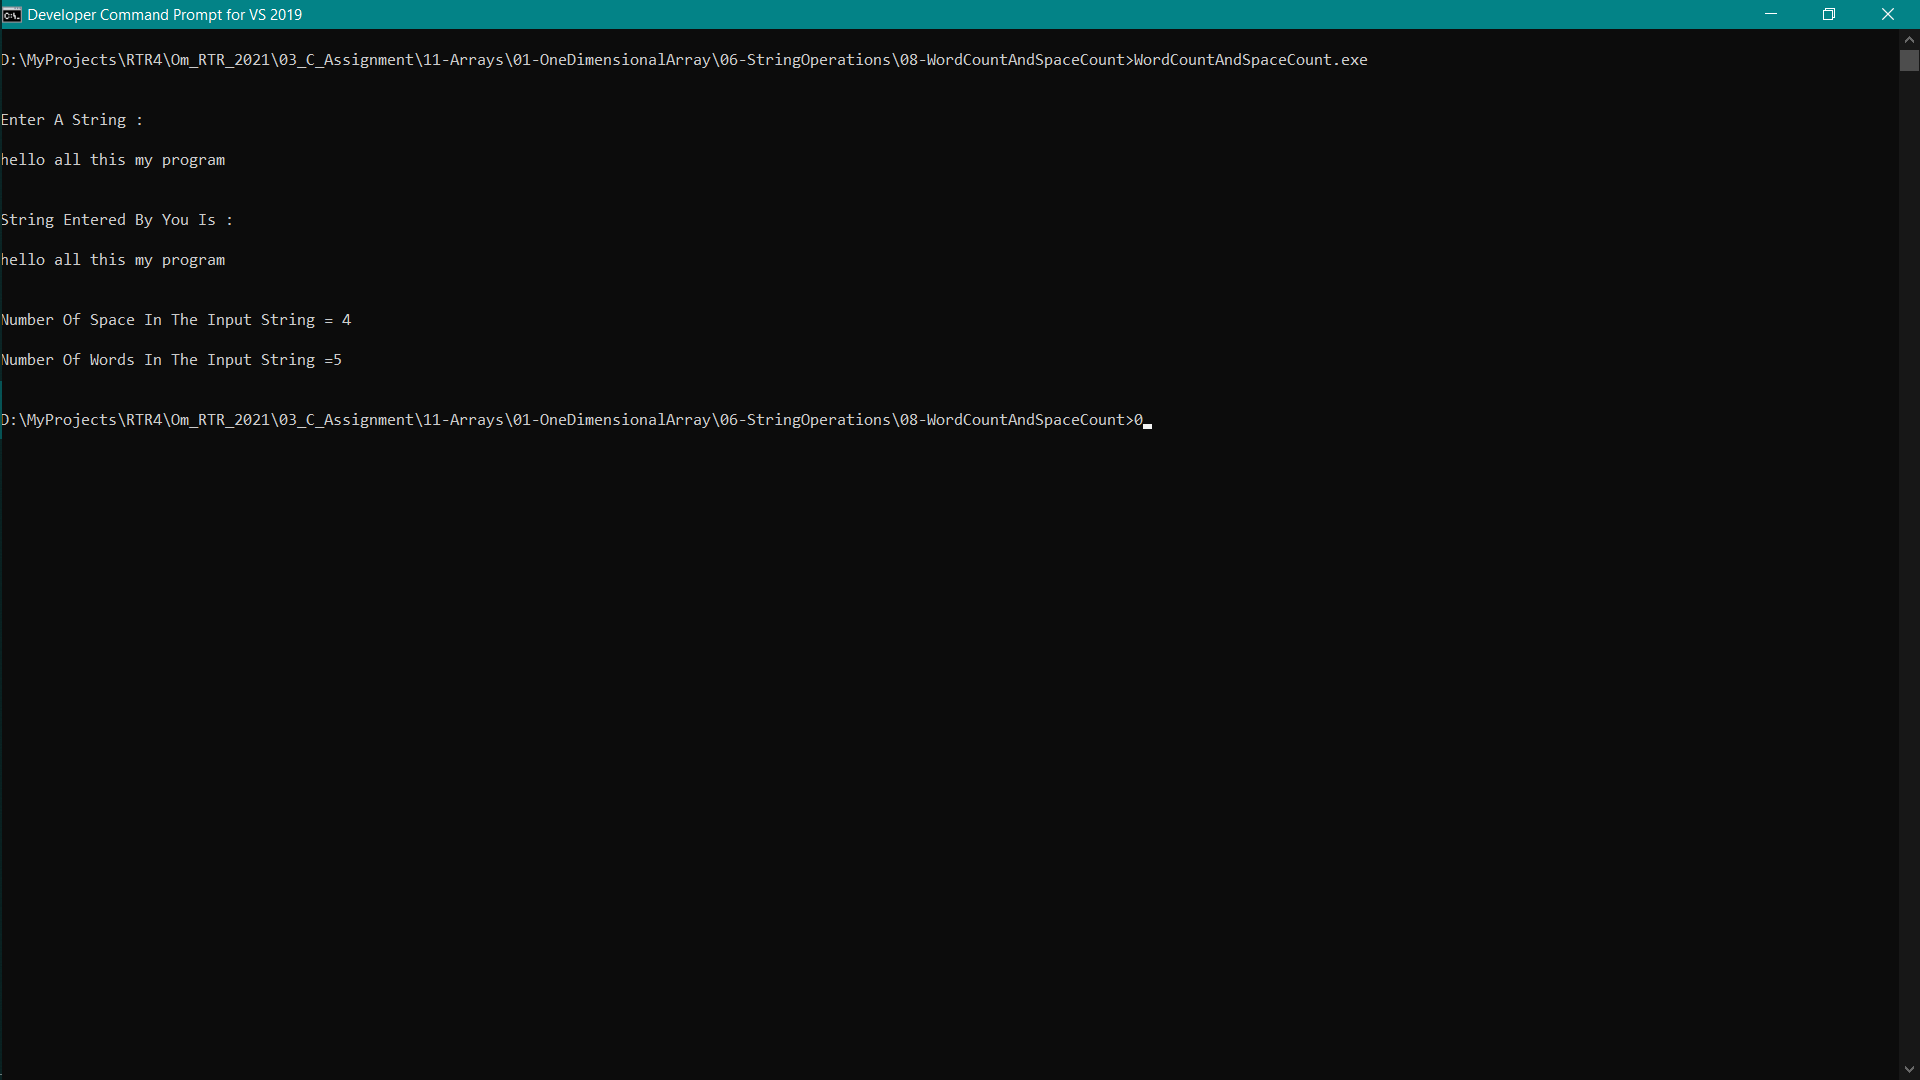 Developer Command Prompt for VS 2019
D:\MyProjects\RTR4\Om_RTR_2021\03_C_Assignment\11-Arrays\01-OneDimensionalArray\06-StringOperations\08-WordCountAndSpaceCount>WordCountAndSpaceCount.exe
Enter A String :
hello all this my program
String Entered By You Is :
hello all this my program
Number Of Space In The Input String = 4
Number Of Words In The Input String =5
D:\MyProjects\RTR4\Om_RTR_2021\03_C_Assignment\11-Arrays\01-OneDimensionalArray\06-StringOperations\08-WordCountAndSpaceCount>0